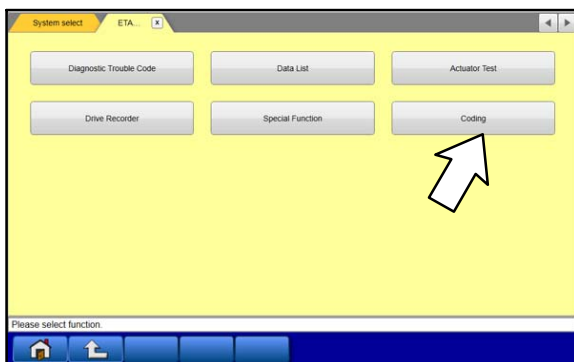 System select
ETA...
x
Diagnostic Trouble Code
Data List
Actuator Test
Drive Recorder
Special Function
Coding
Please select function.